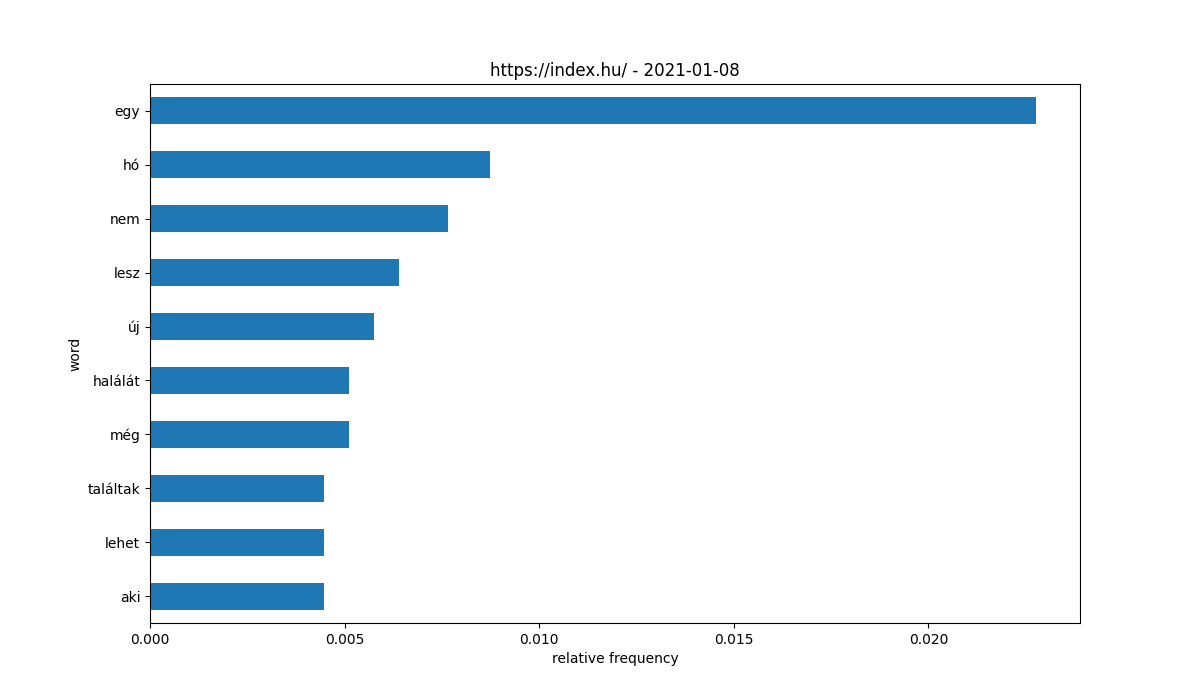 https://index.hu/ - 2021-01-08
egy
hó
nem
lesz
új
halálát
még
találtak
lehet
aki
word
0.000 0.005 0.010 0.015 0.020
relative frequency